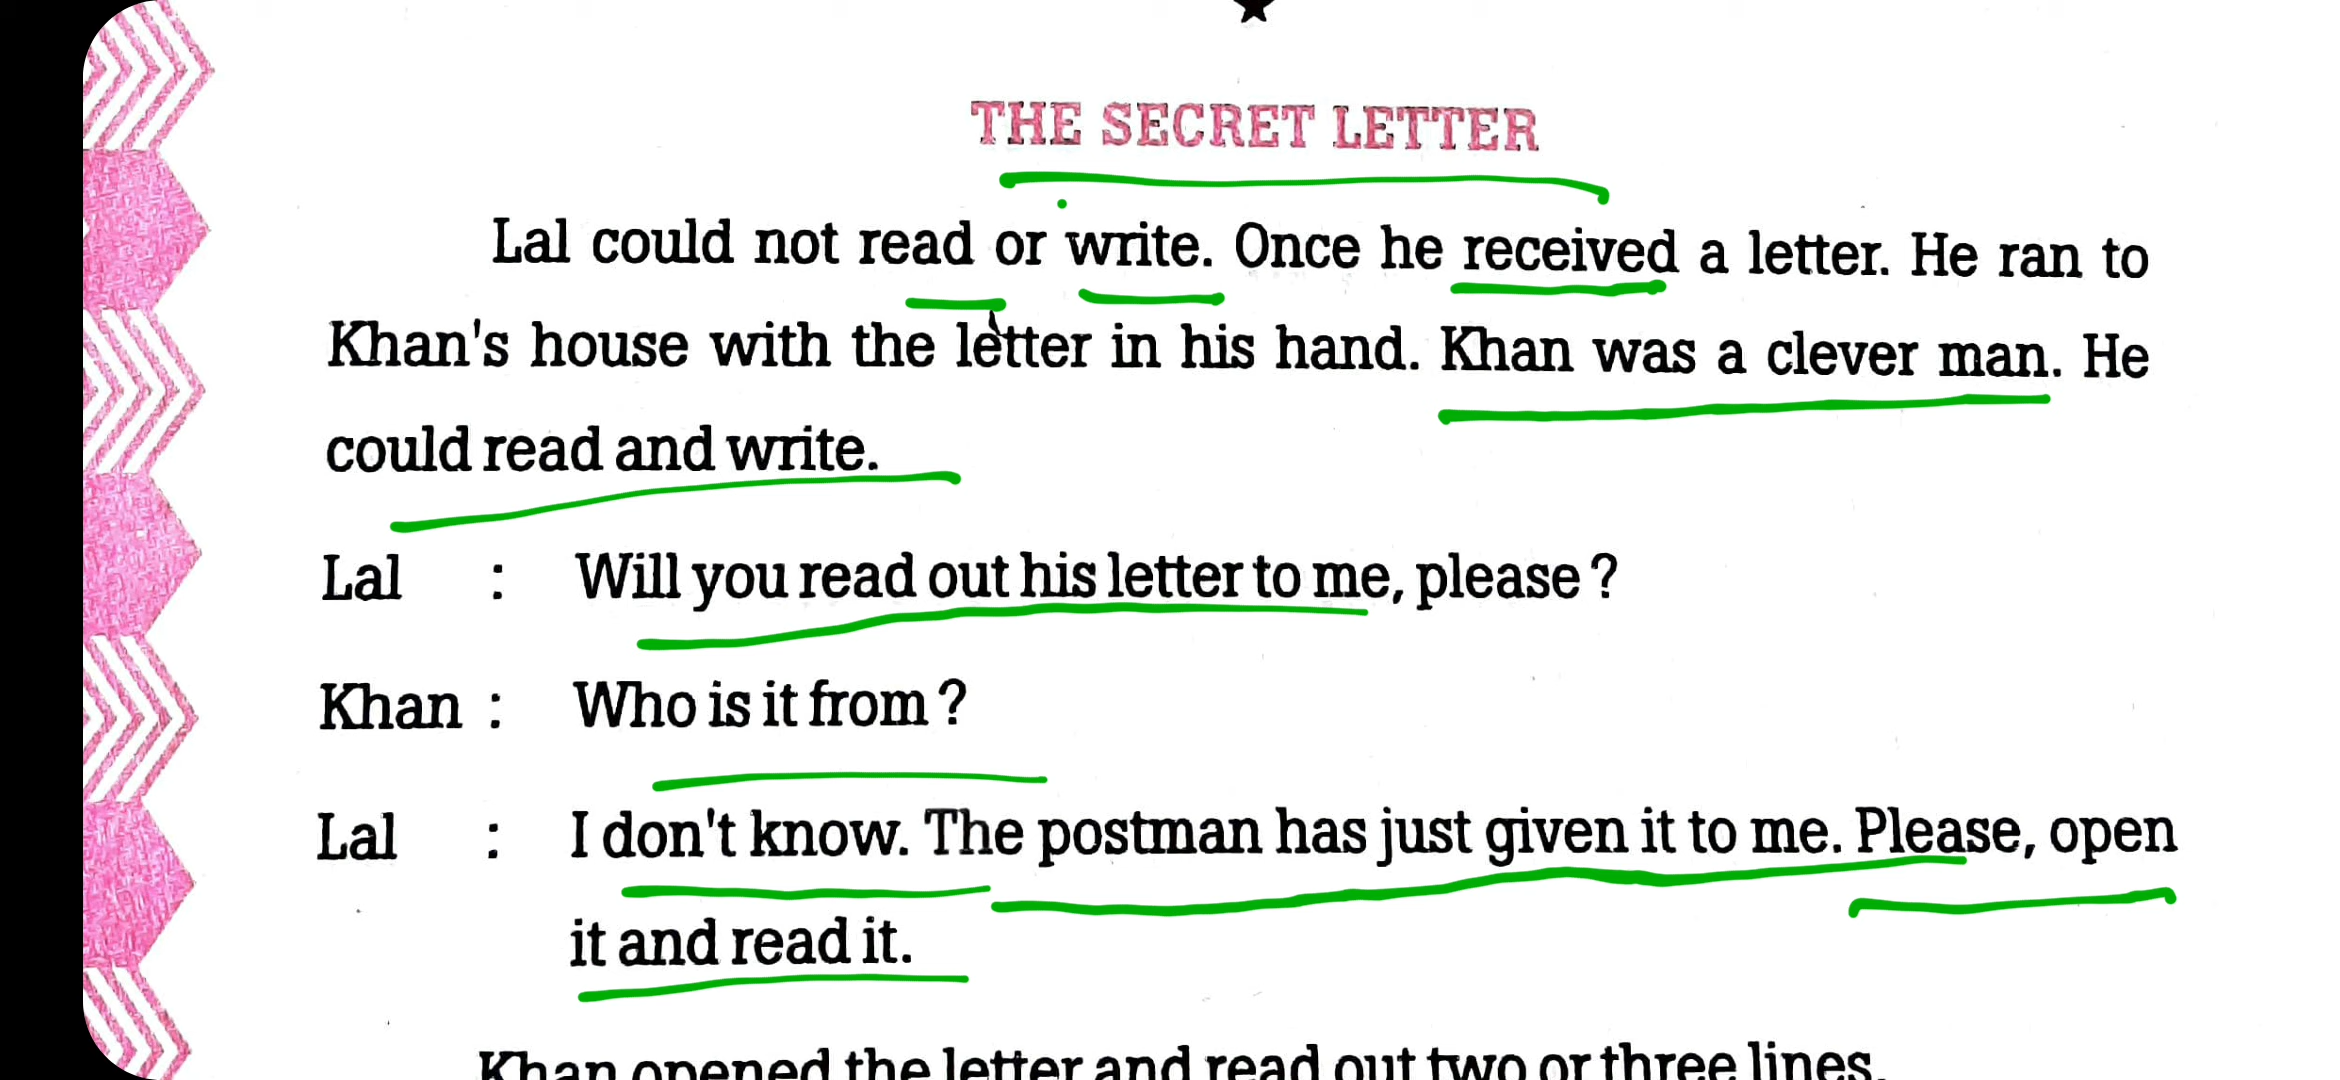 THE SECRET LETTER
Lal could not read or write. Once he received a letter. He ran to
Khan's house with the letter in his hand. Khan was a clever man. He
could read and write.
Lal : Will you read out his letter to me, please ?
Khan : Who is it from ?
Lal : I don't know. The postman has just given it to me. Please, open
it and read it.
Khan opened the letter and read out two or three lines.